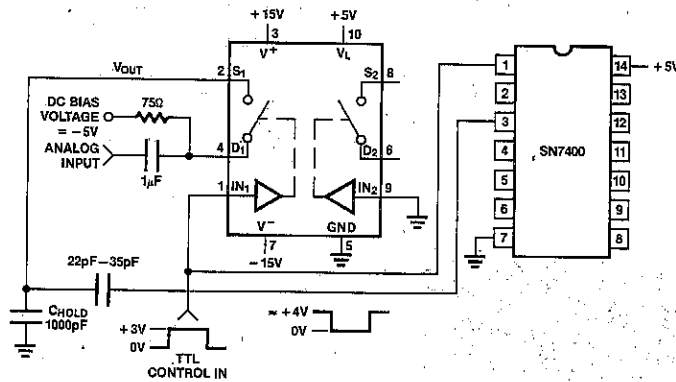 +15V
+5V
3
10
V+
VL
VOUT
2
S1
S2
8
DC BIAS
VOLTAGE
= -5V
75Ω
ANALOG
INPUT
1μF
4
D1
D2
6
1
IN1
IN2
9
V-
GND
7
5
-15V
22pF-35pF
CHOLD
1000pF
+3V
0V
TTL
CONTROL IN
≈ +4V
0V
1
14
+5V
2
13
3
12
SN7400
4
11
5
10
6
9
7
8